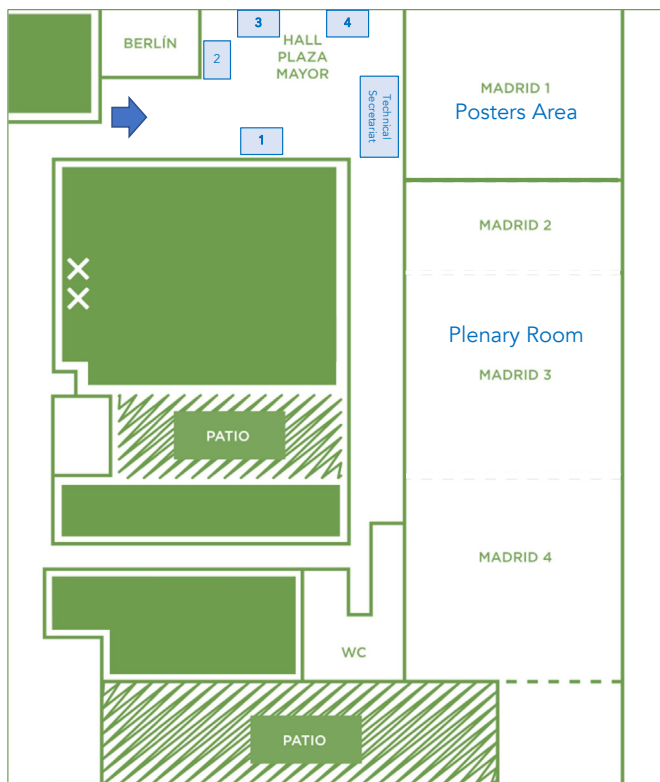 3
4
BERLÍN
HALL
PLAZA
MAYOR
2
Technical
Secretariat
MADRID 1
Posters Area
1
MADRID 2
Plenary Room
MADRID 3
PATIO
MADRID 4
WC
PATIO